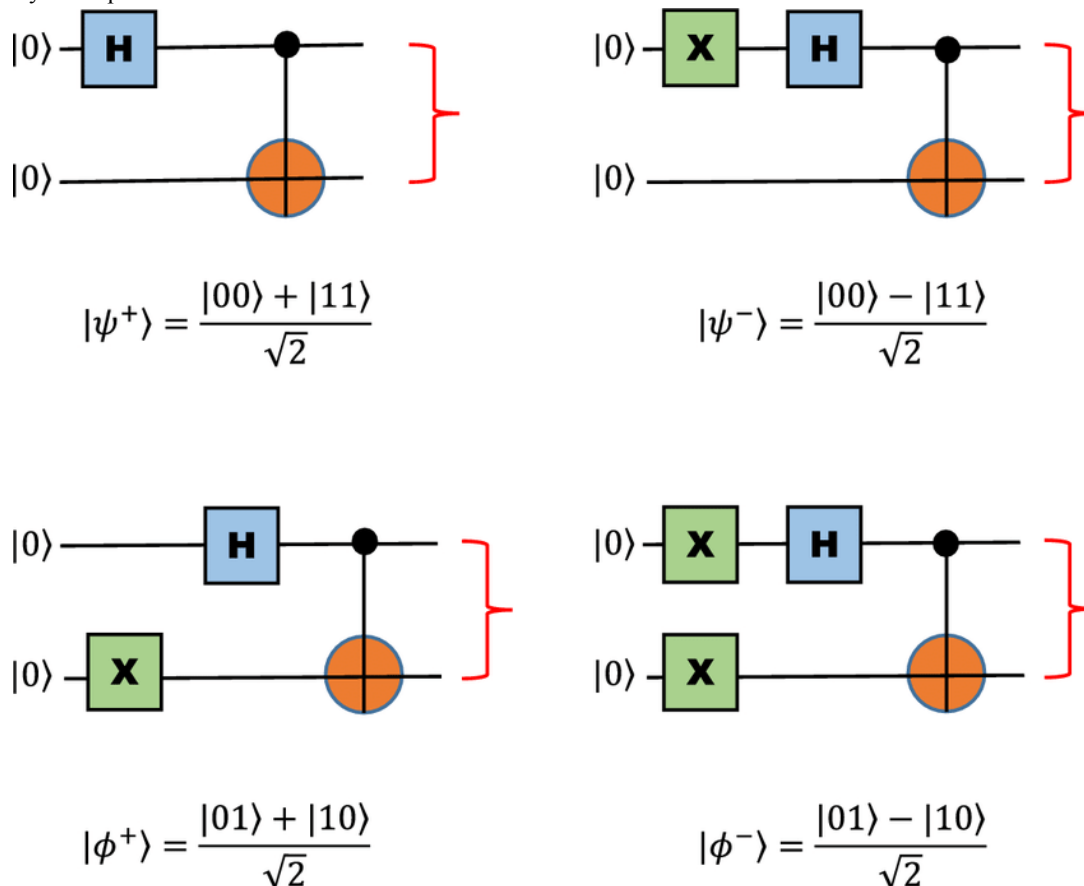 |0⟩ H
|0⟩
|ψ⁺⟩ = |00⟩ + |11⟩ / √2
|0⟩ X H
|0⟩
|ψ⁻⟩ = |00⟩ − |11⟩ / √2
|0⟩ H
|0⟩ X
|ϕ⁺⟩ = |01⟩ + |10⟩ / √2
|0⟩ X H
|0⟩ X
|ϕ⁻⟩ = |01⟩ − |10⟩ / √2